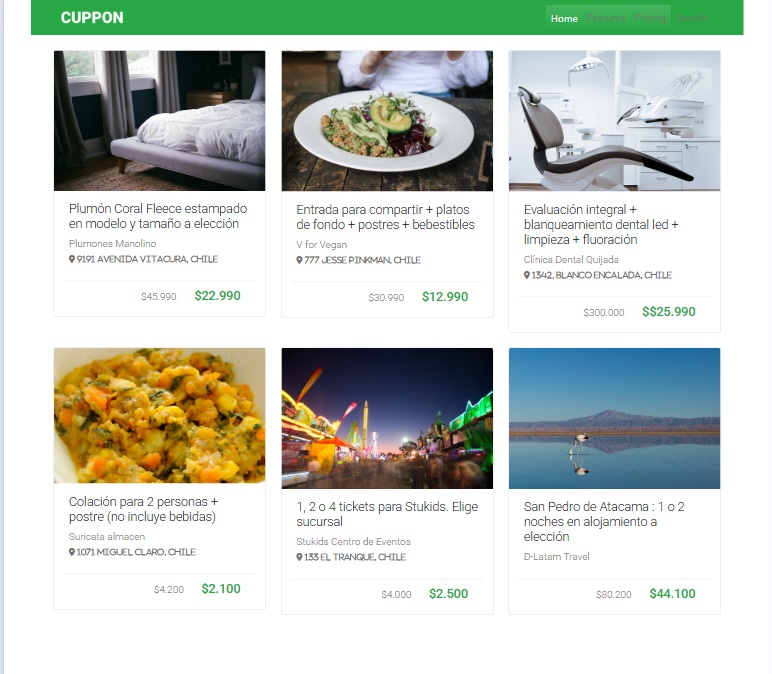 CUPPON
Home Features Pricing
Plumón Coral Fleece estampado
en modelo y tamaño a elección
Plumones Manolino
9191 AVENIDA VITACURA, CHILE
$45.990 $22.990
Entrada para compartir + platos
de fondo + postres + bebestibles
V for Vegan
777 JESSE PINKMAN, CHILE
$30.990 $12.990
Evaluación integral +
blanqueamiento dental led +
limpieza + fluoración
Clínica Dental Quijada
1342, BLANCO ENCALADA, CHILE
$300.000 $$25.990
Colación para 2 personas +
postre (no incluye bebidas)
Suricata almacen
1071 MIGUEL CLARO, CHILE
$4.200 $2.100
1, 2 o 4 tickets para Stukids. Elige
sucursal
Stukids Centro de Eventos
133 EL TRANQUE, CHILE
$4.000 $2.500
San Pedro de Atacama : 1 o 2
noches en alojamiento a
elección
D-Latam Travel
$80.200 $44.100